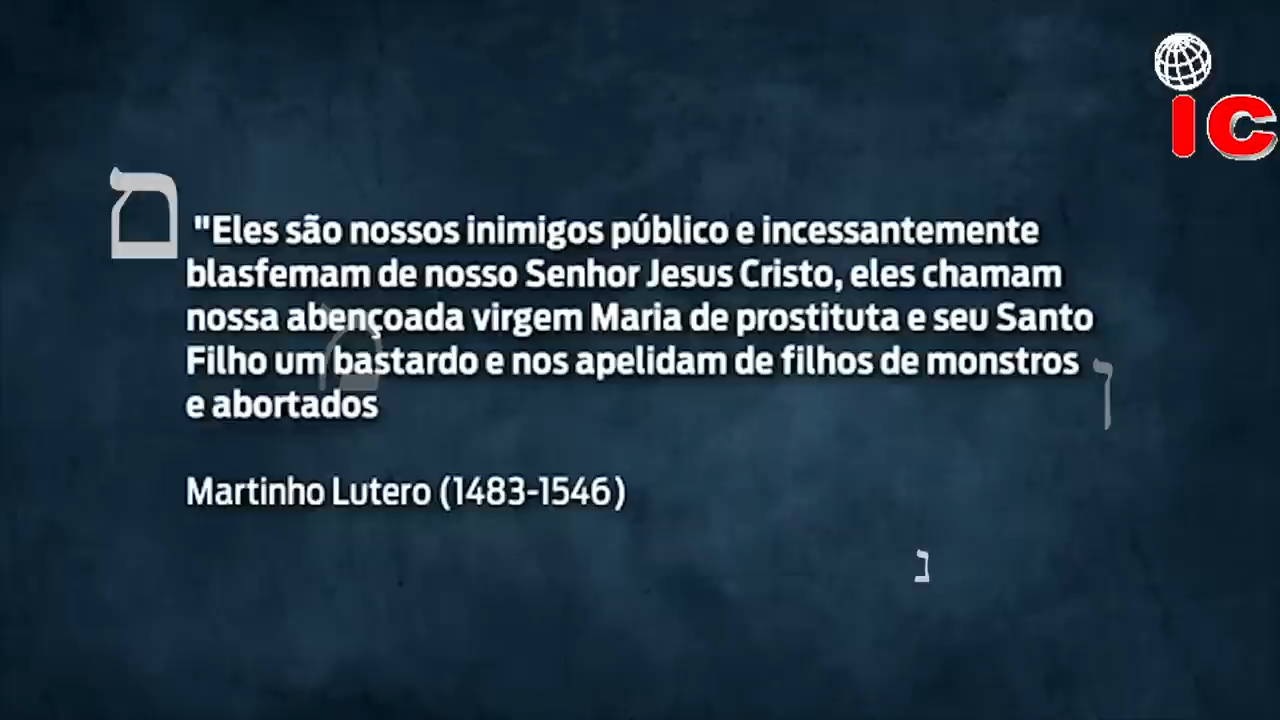 IC
ם
"Eles são nossos inimigos público e incessantemente
blasfemam de nosso Senhor Jesus Cristo, eles chamam
nossa abençoada virgem Maria de prostituta e seu Santo
Filho um bastardo e nos apelidam de filhos de monstros
e abortados
מ
ן
Martinho Lutero (1483-1546)
נ